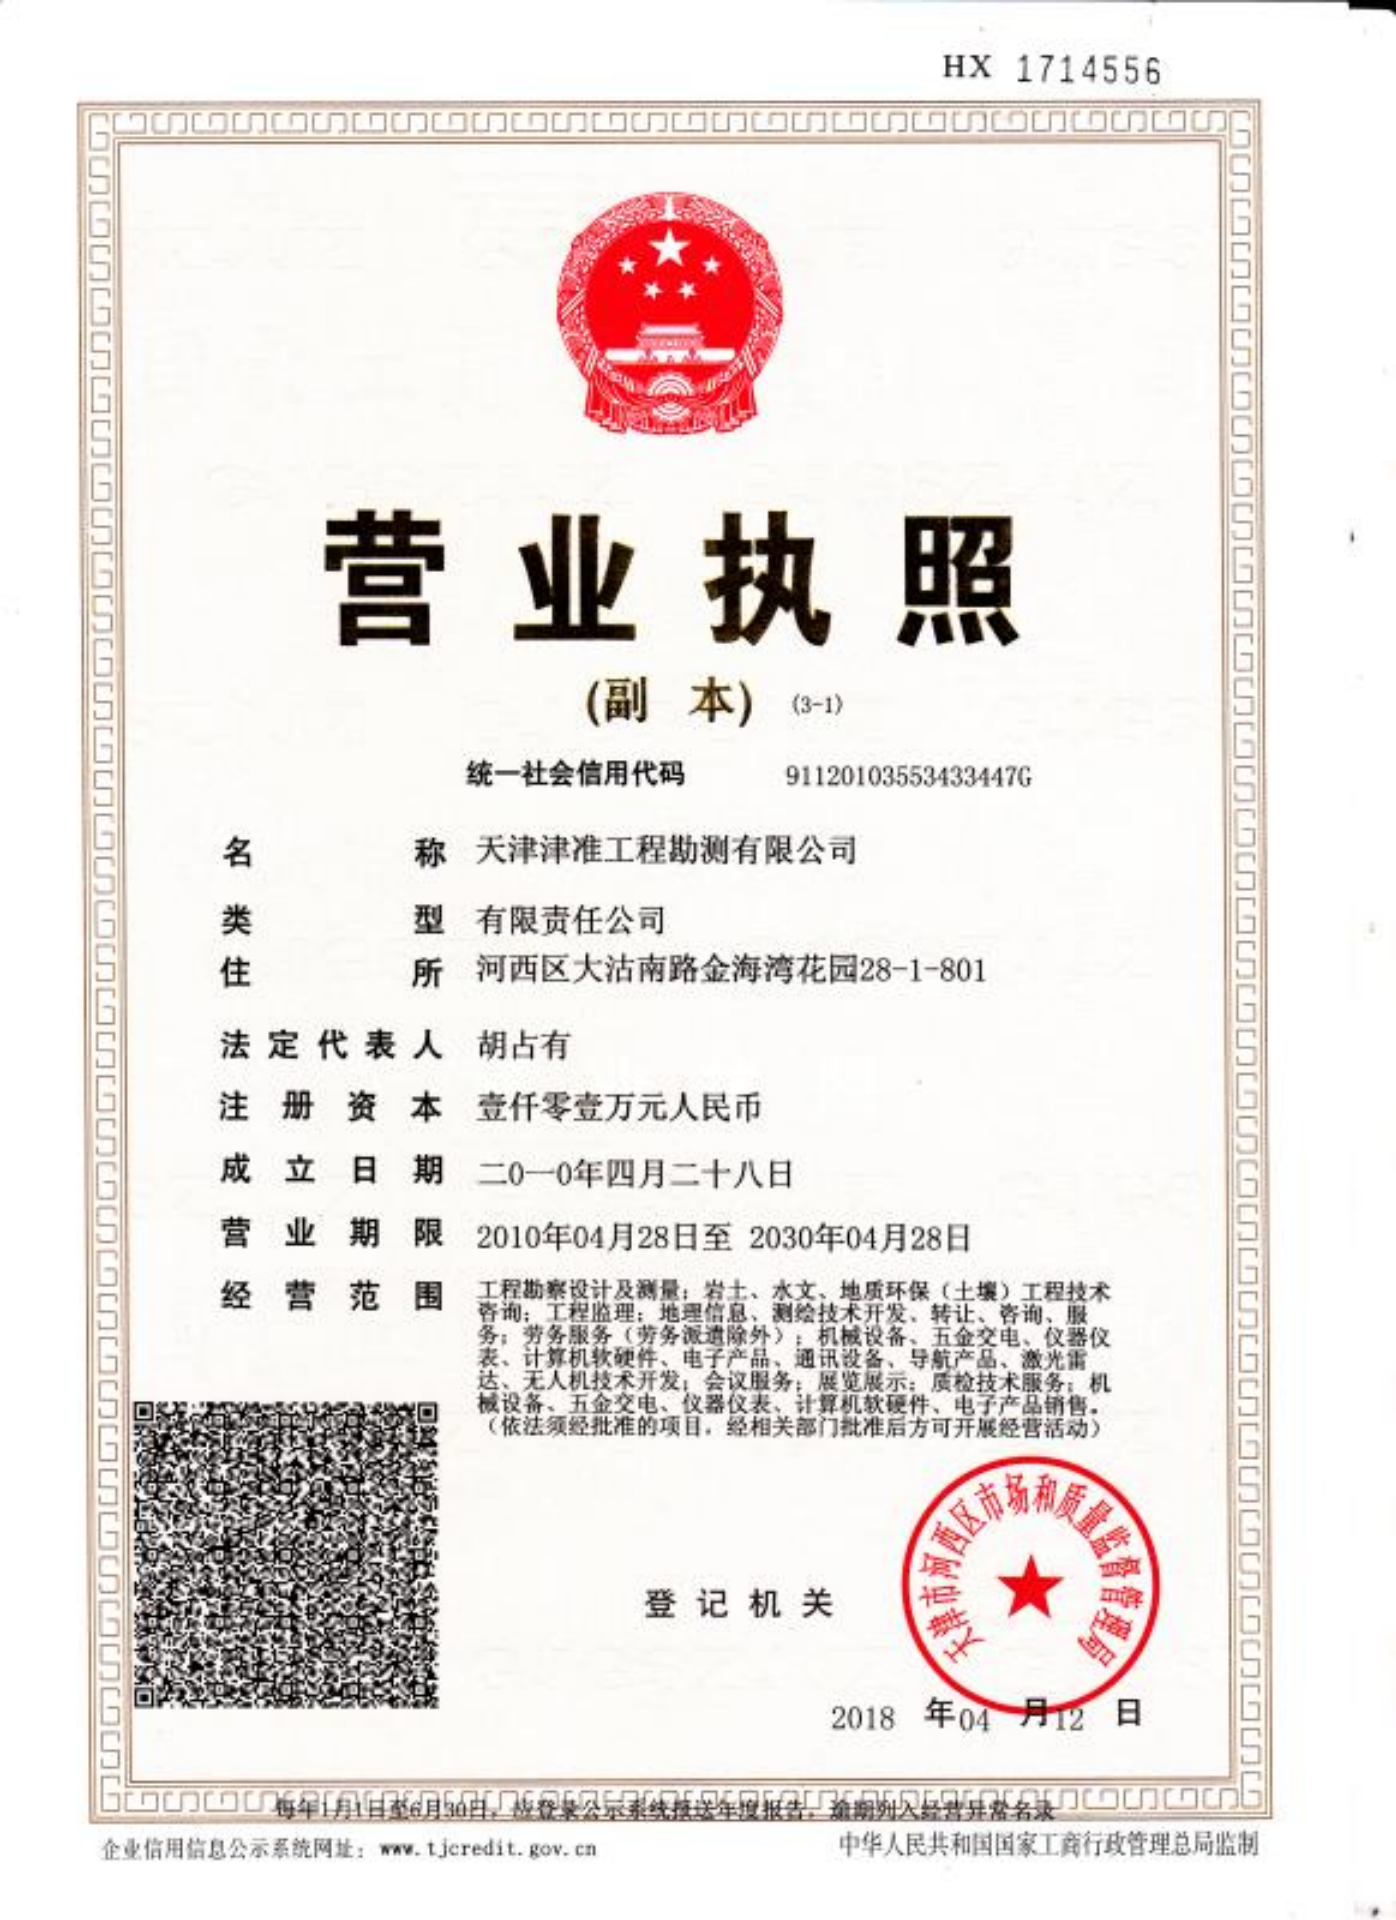 HX 1714556
营业执照
(副 本) (3-1)
统一社会信用代码 91120103553433447G
名称 天津津准工程勘测有限公司
类型 有限责任公司
住所 河西区大沽南路金海湾花园28-1-801
法定代表人 胡占有
注册资本 壹仟零壹万元人民币
成立日期 二0一0年四月二十八日
营业期限 2010年04月28日至 2030年04月28日
经营范围 工程勘察设计及测量；岩土、水文、地质环保（土壤）工程技术
咨询；工程监理；地理信息、测绘技术开发、转让、咨询、服
务；劳务服务（劳务派遣除外）；机械设备、五金交电、仪器仪
表、计算机软硬件、电子产品、通讯设备、导航产品、激光雷
达、无人机技术开发；会议服务；展览展示；质检技术服务；机
械设备、五金交电、仪器仪表、计算机软硬件、电子产品销售。
（依法须经批准的项目，经相关部门批准后方可开展经营活动）
天津市河西区市场和质量监督管理局
登记机关
2018 年04 月12 日
每年1月1日至6月30日，应登录公示系统报送年度报告，逾期列入经营异常名录
企业信用信息公示系统网址：www.tjcredit.gov.cn
中华人民共和国国家工商行政管理总局监制